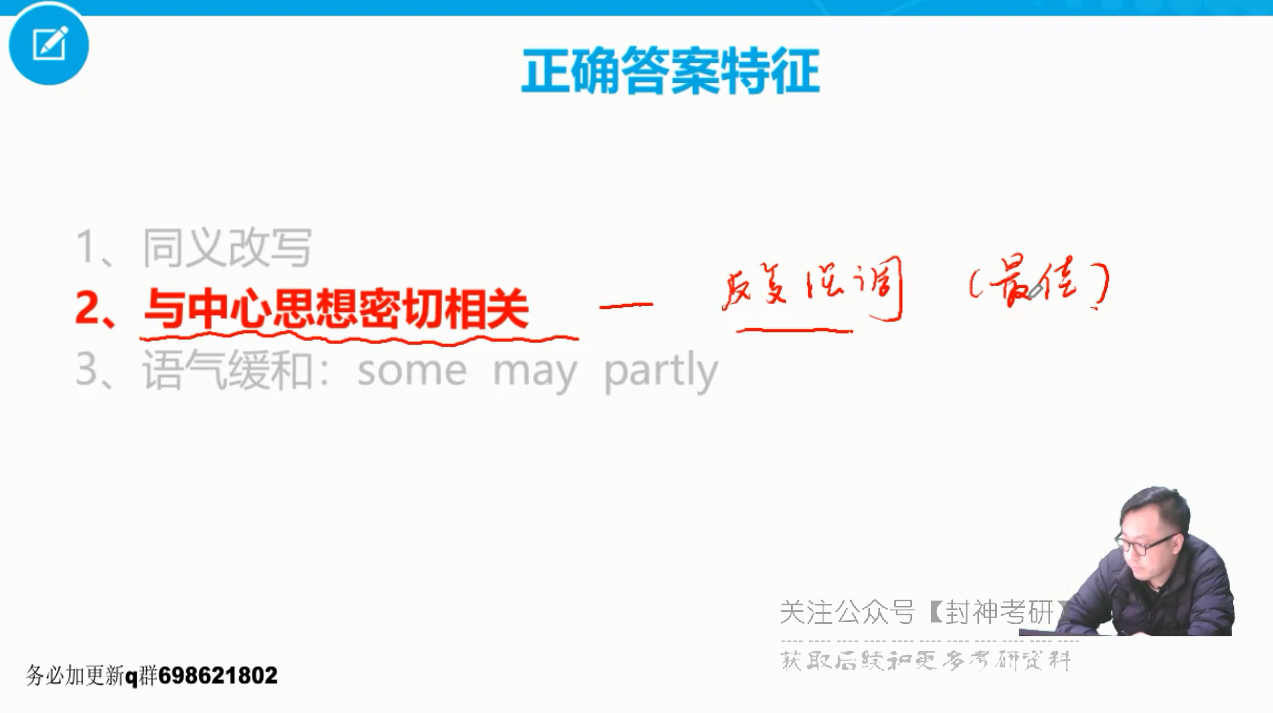 正确答案特征
1、同义改写
2、与中心思想密切相关 — 反复强调 (最佳)
3、语气缓和：some may partly
关注公众号【封神考研】
获取后续和更多考研资料
务必加更新q群698621802